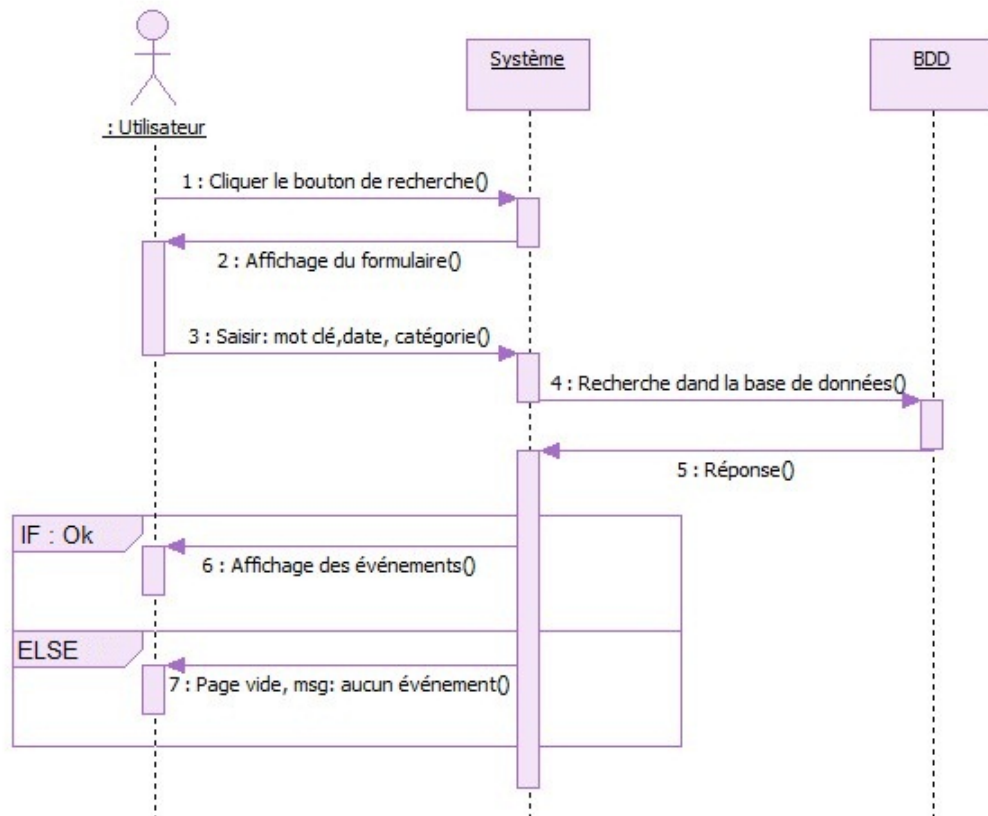 Système
BDD
: Utilisateur
1 : Cliquer le bouton de recherche()
2 : Affichage du formulaire()
3 : Saisir: mot clé,date, catégorie()
4 : Recherche dand la base de données()
5 : Réponse()
IF : Ok
6 : Affichage des événements()
ELSE
7 : Page vide, msg: aucun événement()